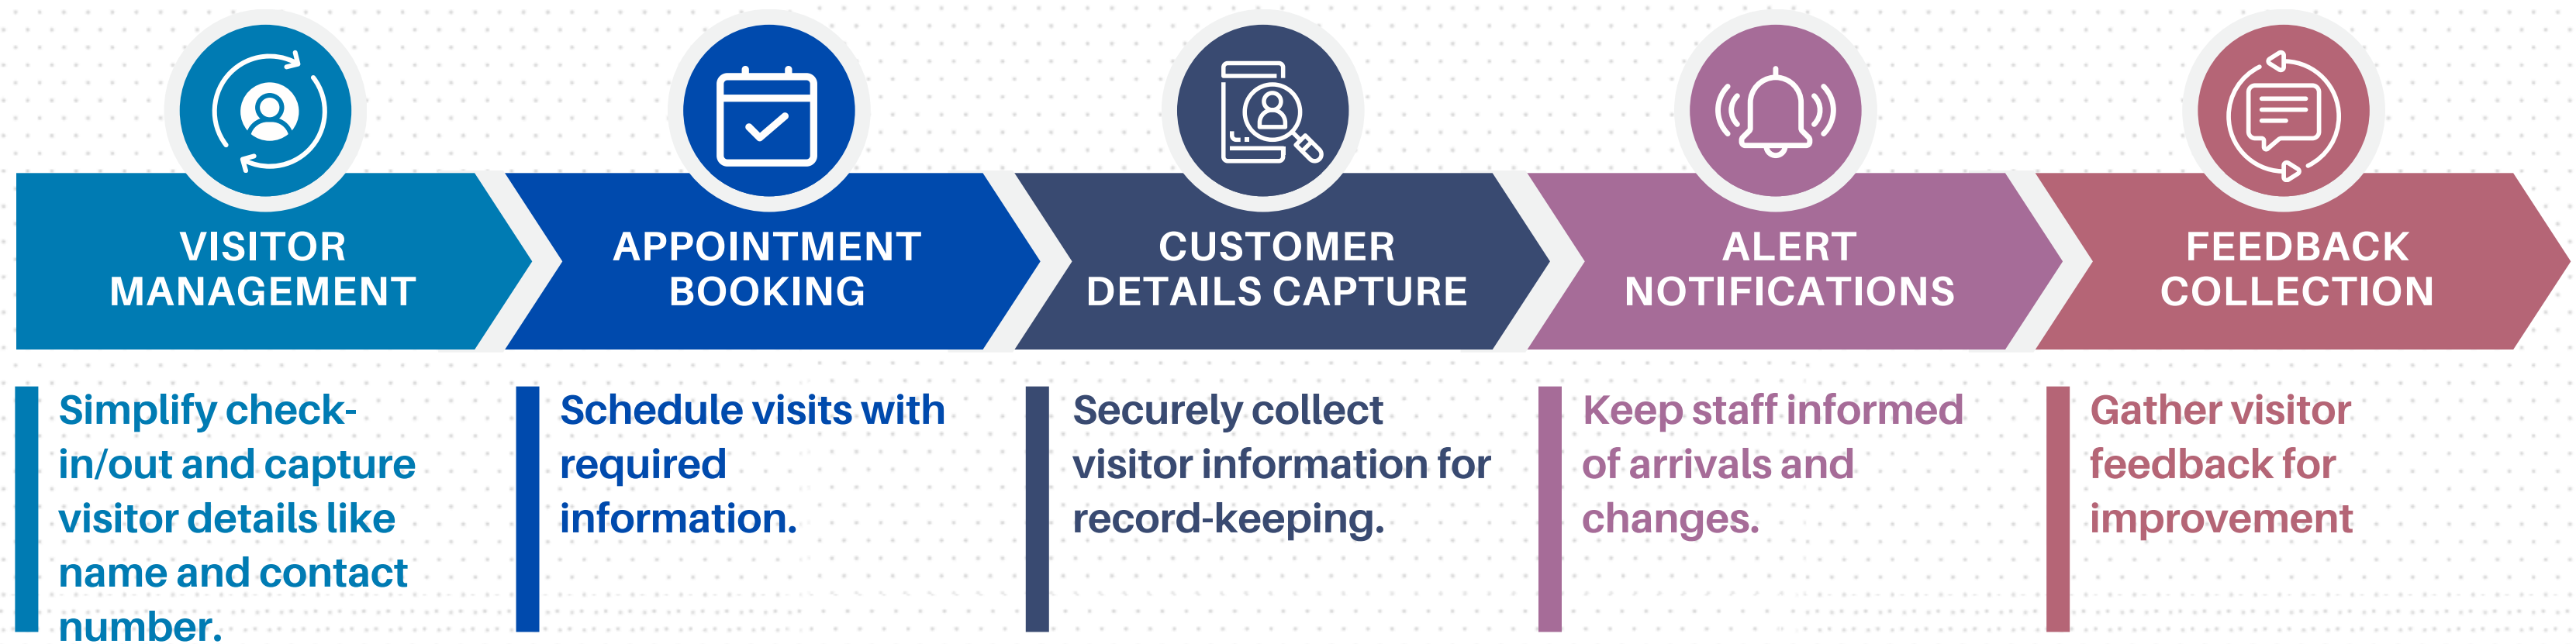 VISITOR
MANAGEMENT
Simplify check-
in/out and capture
visitor details like
name and contact
number.
APPOINTMENT
BOOKING
Schedule visits with
required
information.
CUSTOMER
DETAILS CAPTURE
Securely collect
visitor information for
record-keeping.
ALERT
NOTIFICATIONS
Keep staff informed
of arrivals and
changes.
FEEDBACK
COLLECTION
Gather visitor
feedback for
improvement